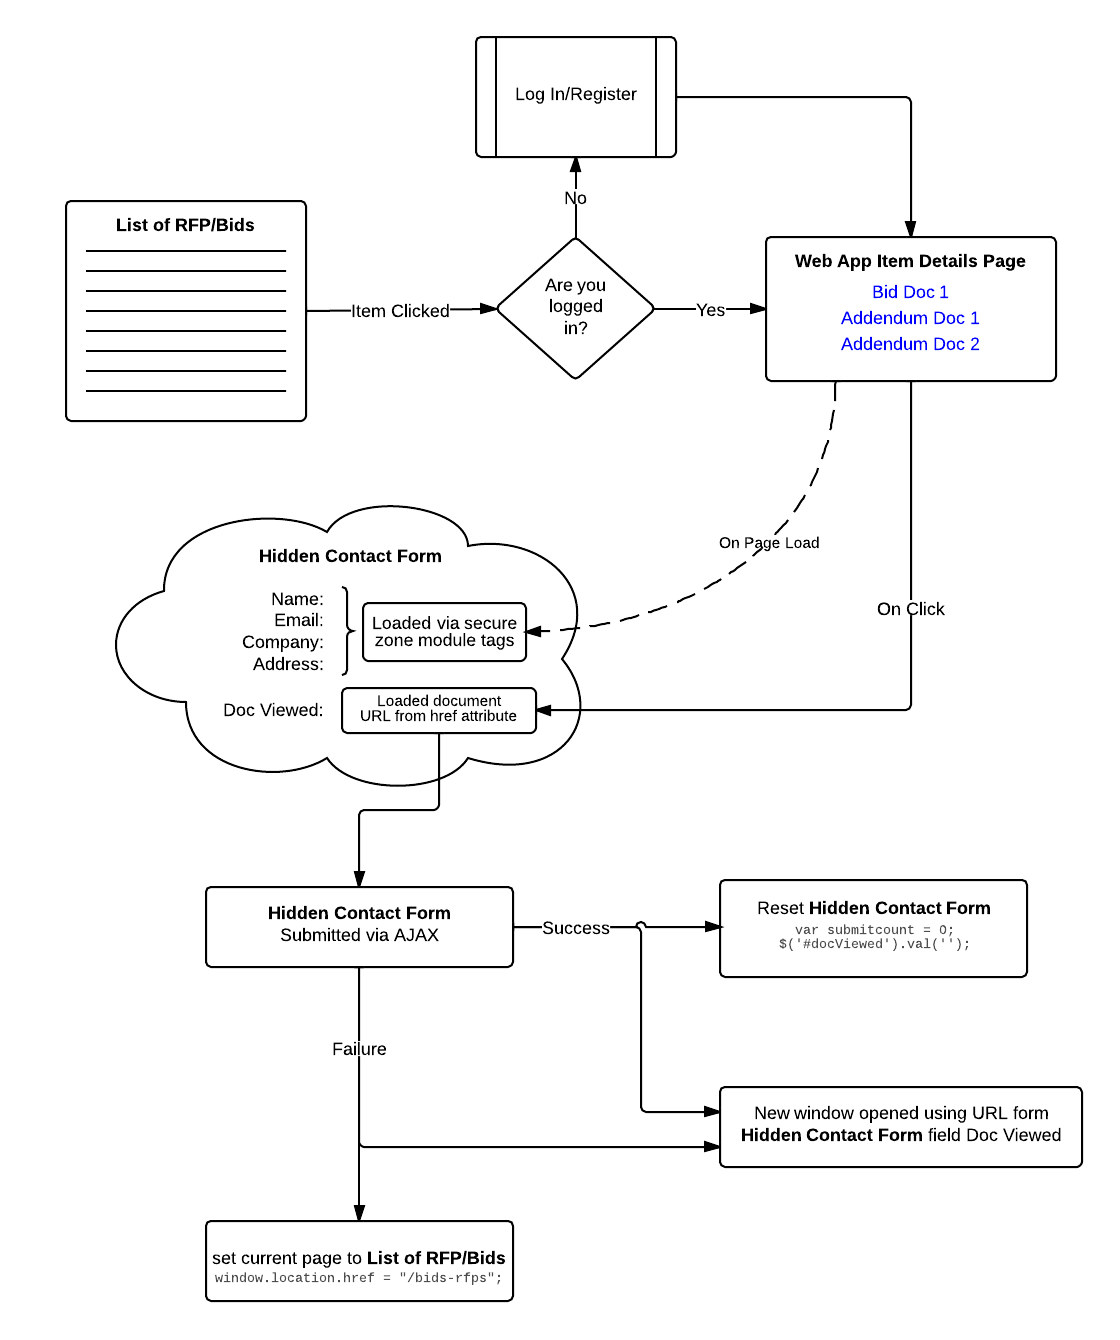 Log In/Register
No
List of RFP/Bids
Item Clicked
Are you
logged
in?
Yes
Web App Item Details Page
Bid Doc 1
Addendum Doc 1
Addendum Doc 2
On Page Load
On Click
Hidden Contact Form
Name:
Email:
Company:
Address:
Loaded via secure
zone module tags
Doc Viewed:
Loaded document
URL from href attribute
Hidden Contact Form
Submitted via AJAX
Success
Reset Hidden Contact Form
var submitcount = 0;
$('#docViewed').val('');
Failure
New window opened using URL form
Hidden Contact Form field Doc Viewed
set current page to List of RFP/Bids
window.location.href = "/bids-rfps";